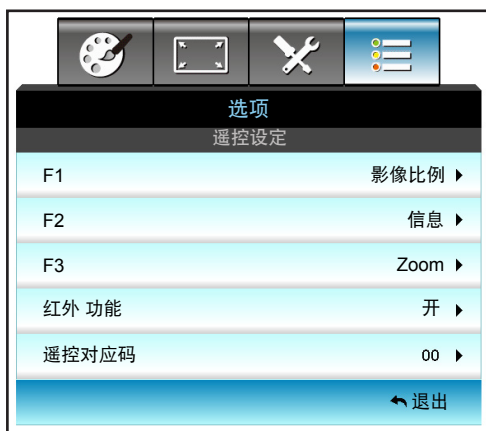 选项
遥控设定
F1 影像比例
F2 信息
F3 Zoom
红外 功能 开
遥控对应码 00
退出